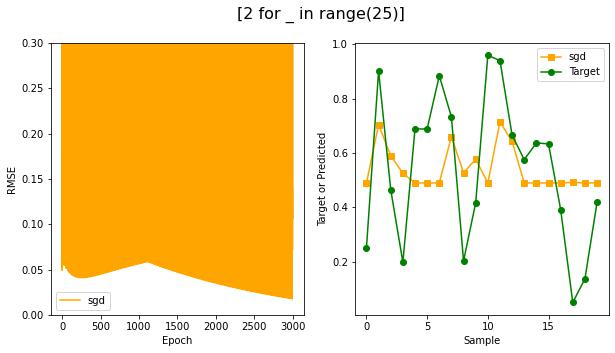 [2 for _ in range(25)]
RMSE
0.30
0.25
0.20
0.15
0.10
0.05
0.00
sgd
0
500
1000
1500
2000
2500
3000
Epoch
Target or Predicted
1.0
0.8
0.6
0.4
0.2
sgd
Target
0
5
10
15
Sample